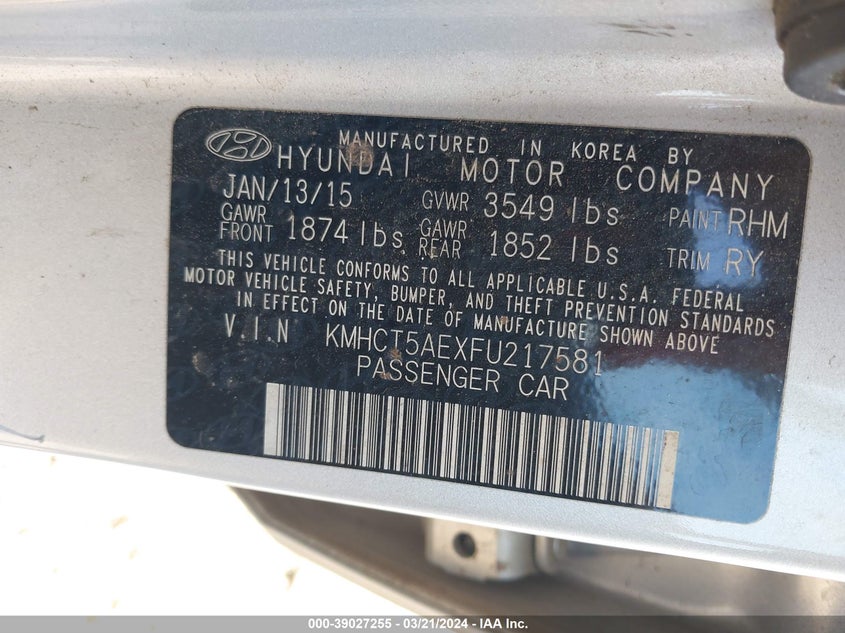 MANUFACTURED IN KOREA BY
HYUNDAI MOTOR COMPANY
JAN/13/15 GVWR 3549 lbs PAINT RHM
GAWR FRONT 1874 lbs GAWR REAR 1852 lbs TRIM RY
THIS VEHICLE CONFORMS TO ALL APPLICABLE U.S.A. FEDERAL
MOTOR VEHICLE SAFETY, BUMPER, AND THEFT PREVENTION STANDARDS
IN EFFECT ON THE DATE OF MANUFACTURE SHOWN ABOVE
V.I.N KMHCT5AEXFU217581
PASSENGER CAR
000-39027255 - 03/21/2024 - IAA Inc.